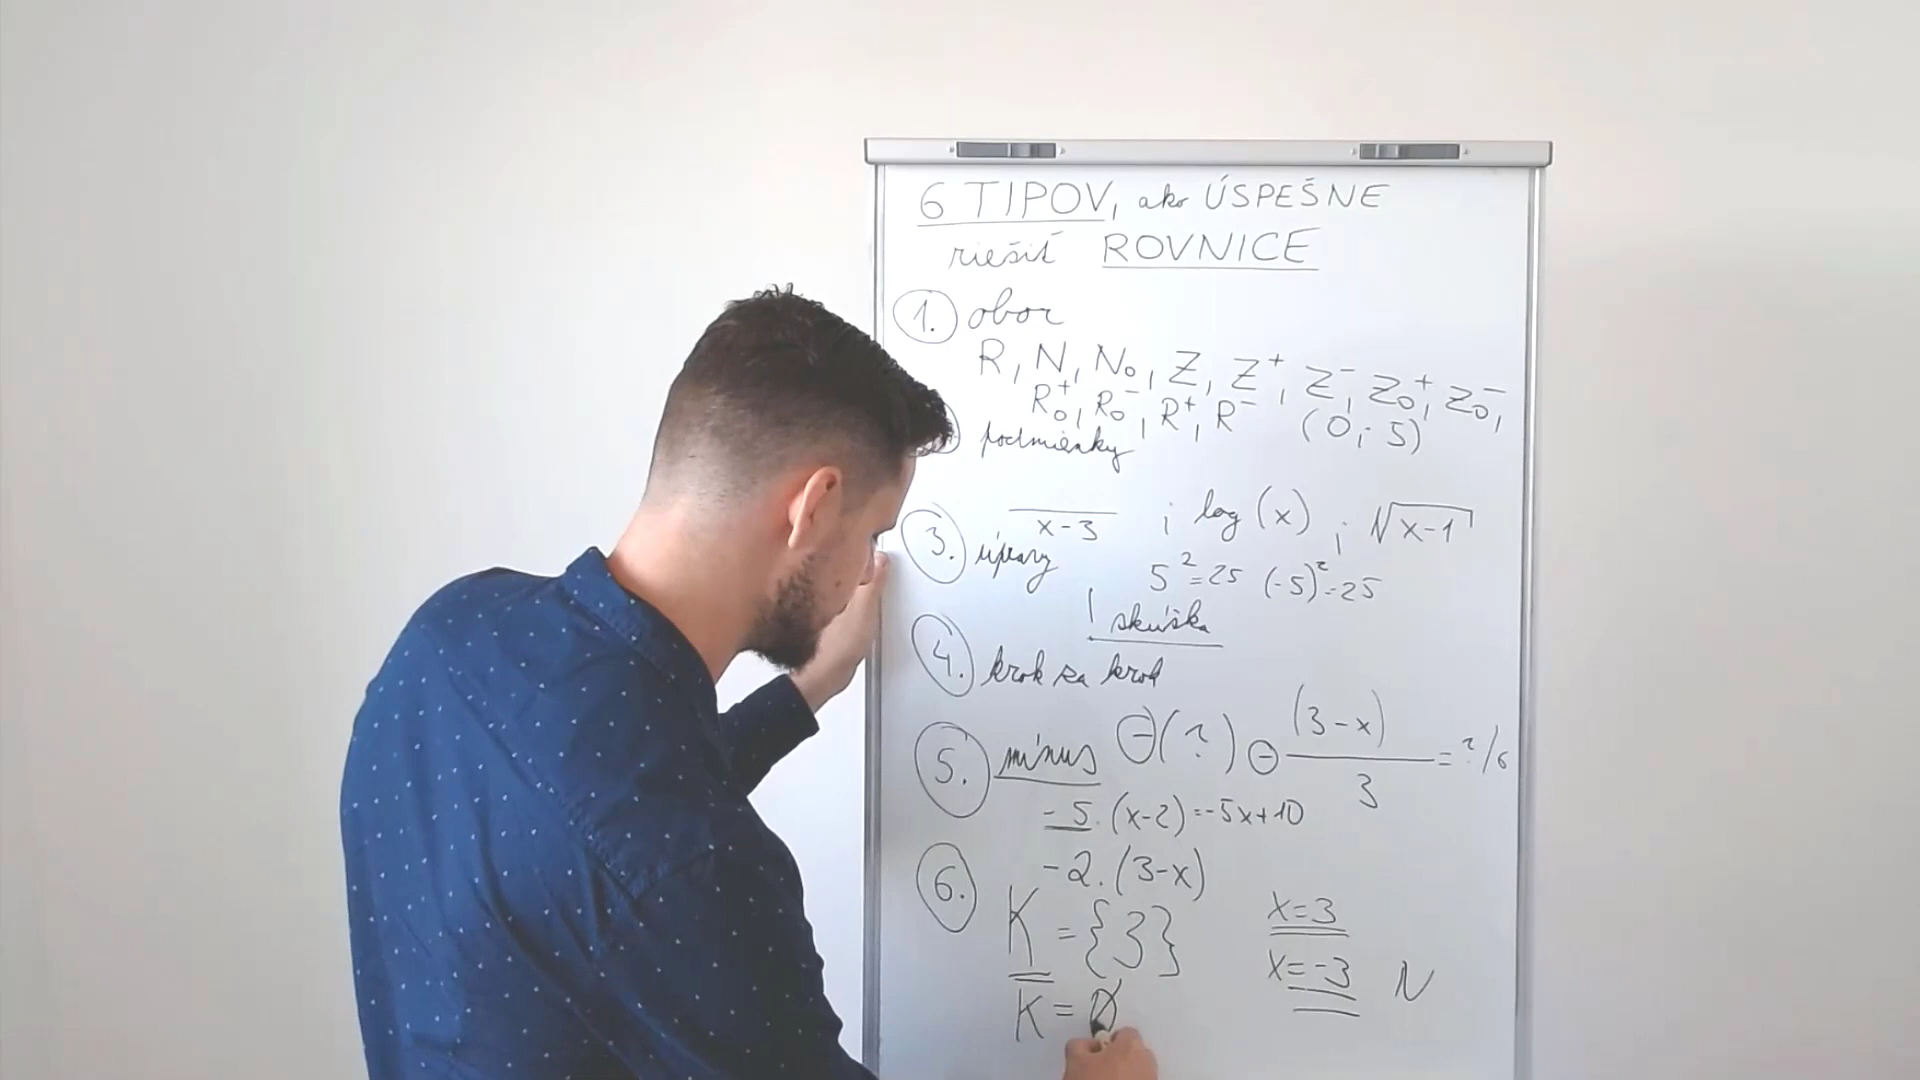 6 TIPOV, ako ÚSPEŠNE
riešiť ROVNICE
1. obor
R, N, N₀, Z, Z⁺, Z⁻, Z₀⁺, Z₀⁻,
R₀⁺, R₀⁻, R⁺, R⁻ (0; 5)
podmienky
x-3 ; log(x) ; √x-1
3. úpravy
5²=25 (-5)²=25
skúška
4. krok za krok
5. mínus -(?) - (3-x)/3 = ?/6
-5.(x-2)=-5x+10
6. -2.(3-x)
K={3} x=3
x=-3 N
K=Ø